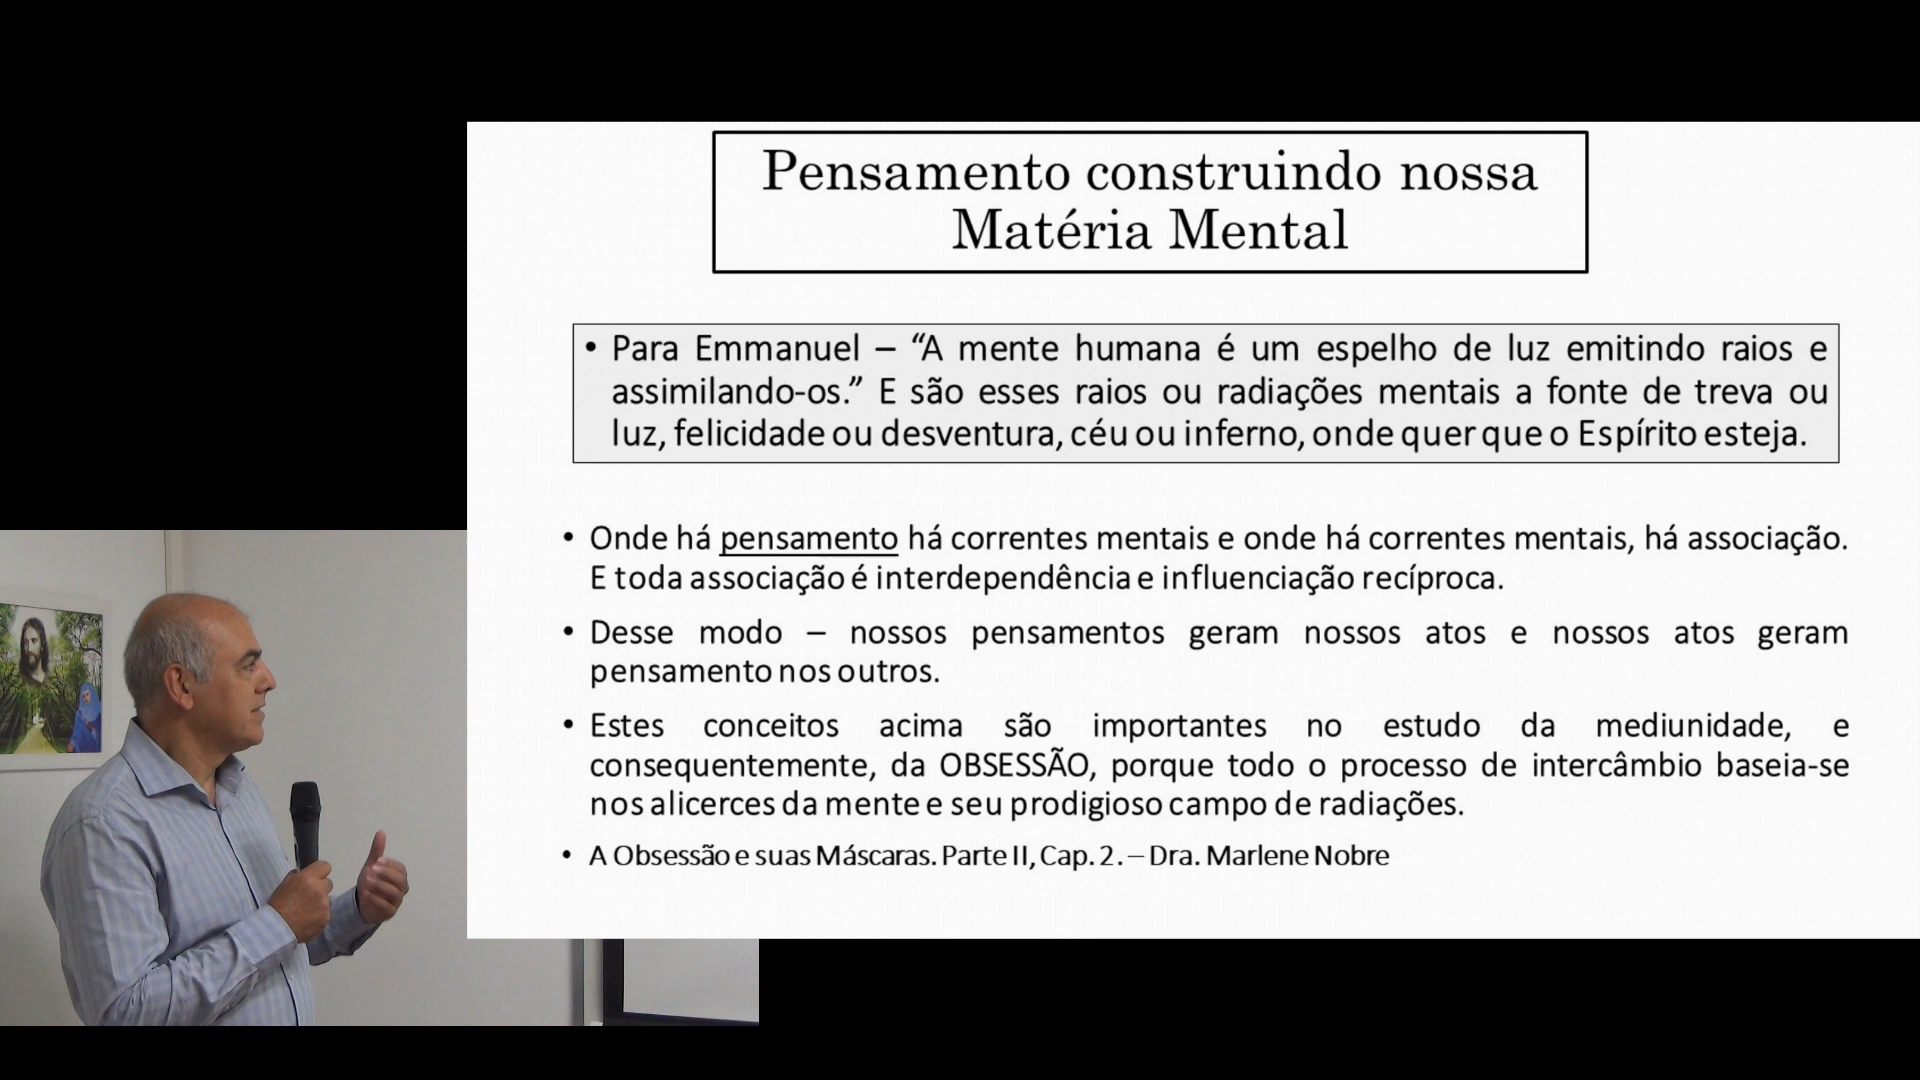 Pensamento construindo nossa
Matéria Mental
• Para Emmanuel – “A mente humana é um espelho de luz emitindo raios e
assimilando-os.” E são esses raios ou radiações mentais a fonte de treva ou
luz, felicidade ou desventura, céu ou inferno, onde quer que o Espírito esteja.
• Onde há pensamento há correntes mentais e onde há correntes mentais, há associação.
E toda associação é interdependência e influenciação recíproca.
• Desse modo – nossos pensamentos geram nossos atos e nossos atos geram
pensamento nos outros.
• Estes conceitos acima são importantes no estudo da mediunidade, e
consequentemente, da OBSESSÃO, porque todo o processo de intercâmbio baseia-se
nos alicerces da mente e seu prodigioso campo de radiações.
• A Obsessão e suas Máscaras. Parte II, Cap. 2. – Dra. Marlene Nobre